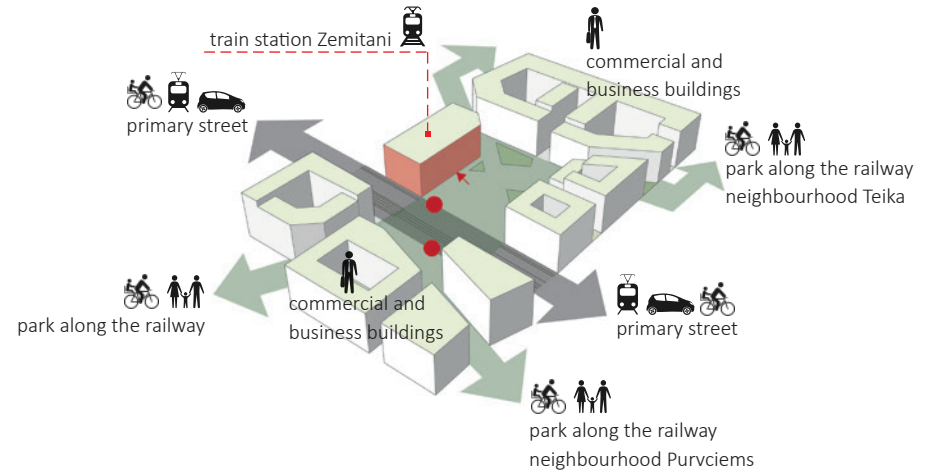 train station Zemitani
commercial and
business buildings
primary street
park along the railway
neighbourhood Teika
commercial and
business buildings
park along the railway
primary street
park along the railway
neighbourhood Purvciems